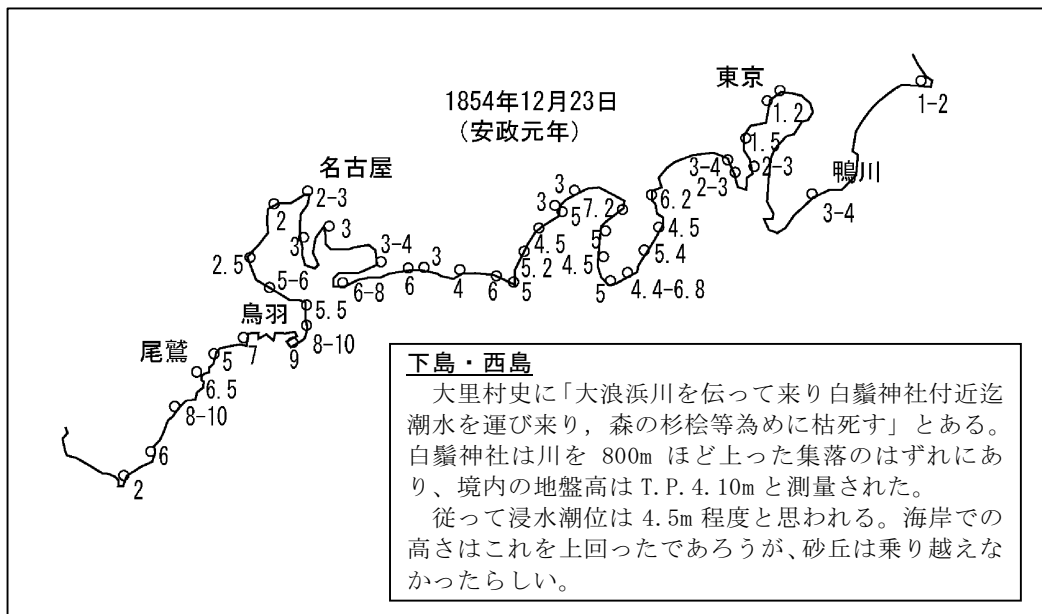 東京
1854年12月23日
(安政元年)
1-2
1.2
1.5
名古屋
3-4
2-3
2-3
鴨川
2-3
3
6.2
3-4
2
3
7.2
3
3
5
4.5
3
3-4
4.5
5
5.4
2.5
3
5.2
4.5
5-6
6-8
6
4
6
5
5
4.4-6.8
5.5
鳥羽
8-10
尾鷲
5
7
9
6.5
8-10
6
2
下島・西島
大里村史に「大浪浜川を伝って来り白鬚神社付近迄
潮水を運び来り，森の杉桧等為めに枯死す」とある。
白鬚神社は川を 800m ほど上った集落のはずれにあ
り、境内の地盤高は T.P.4.10m と測量された。
従って浸水潮位は 4.5m 程度と思われる。海岸での
高さはこれを上回ったであろうが、砂丘は乗り越えな
かったらしい。